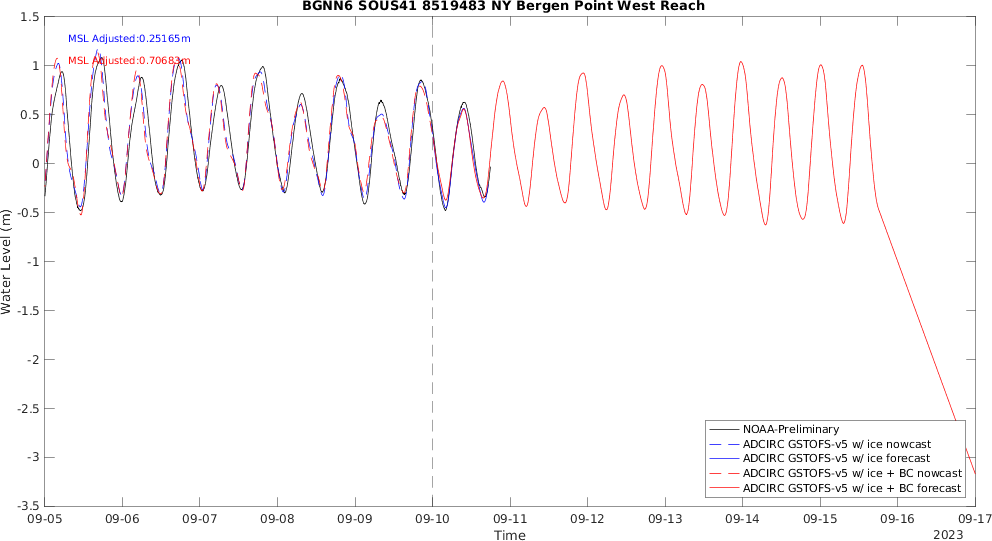 BGNN6 SOUS41 8519483 NY Bergen Point West Reach
MSL Adjusted:0.25165m
MSL Adjusted:0.70683m
Water Level (m)
1.5
1
0.5
0
-0.5
-1
-1.5
-2
-2.5
-3
-3.5
NOAA-Preliminary
ADCIRC GSTOFS-v5 w/ ice nowcast
ADCIRC GSTOFS-v5 w/ ice forecast
ADCIRC GSTOFS-v5 w/ ice + BC nowcast
ADCIRC GSTOFS-v5 w/ ice + BC forecast
09-05 09-06 09-07 09-08 09-09 09-10 09-11 09-12 09-13 09-14 09-15 09-16 09-17
Time
2023